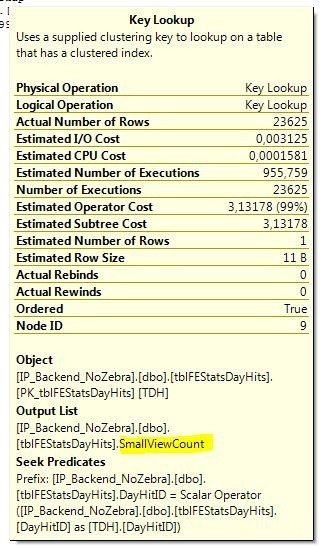 Key Lookup
Uses a supplied clustering key to lookup on a table
that has a clustered index.
Physical Operation Key Lookup
Logical Operation Key Lookup
Actual Number of Rows 23625
Estimated I/O Cost 0,003125
Estimated CPU Cost 0,0001581
Estimated Number of Executions 955,759
Number of Executions 23625
Estimated Operator Cost 3,13178 (99%)
Estimated Subtree Cost 3,13178
Estimated Number of Rows 1
Estimated Row Size 11 B
Actual Rebinds 0
Actual Rewinds 0
Ordered True
Node ID 9
Object
[IP_Backend_NoZebra].[dbo].[tblFEStatsDayHits].
[PK_tblFEStatsDayHits] [TDH]
Output List
[IP_Backend_NoZebra].[dbo].
[tblFEStatsDayHits].SmallViewCount
Seek Predicates
Prefix: [IP_Backend_NoZebra].[dbo].
[tblFEStatsDayHits].DayHitID = Scalar Operator
([IP_Backend_NoZebra].[dbo].[tblFEStatsDayHits].
[DayHitID] as [TDH].[DayHitID])